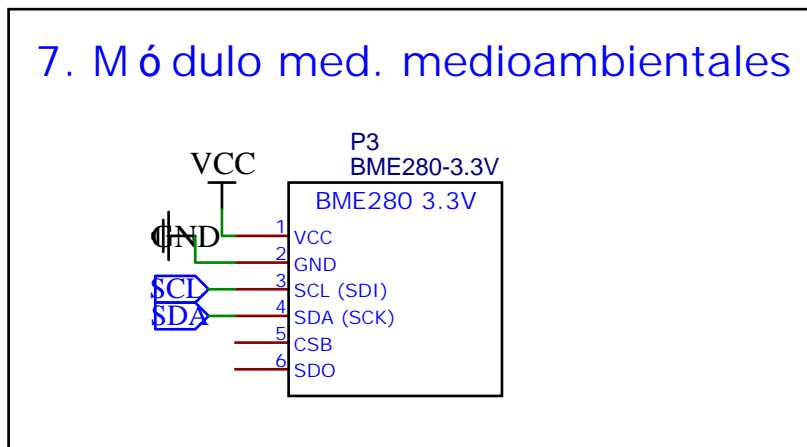 7. Módulo med. medioambientales
P3
BME280-3.3V
VCC
BME280 3.3V
1
VCC
GND
2
GND
SCL
3
SCL (SDI)
SDA
4
SDA (SCK)
5
CSB
6
SDO